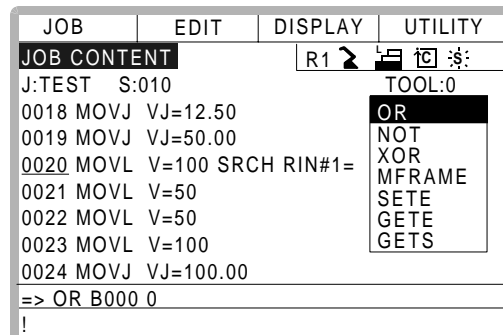 JOB EDIT DISPLAY UTILITY
JOB CONTENT R1 C S
J:TEST S:010 TOOL:0
0018 MOVJ VJ=12.50
0019 MOVJ VJ=50.00
0020 MOVL V=100 SRCH RIN#1=
0021 MOVL V=50
0022 MOVL V=50
0023 MOVL V=100
0024 MOVJ VJ=100.00
OR
NOT
XOR
MFRAME
SETE
GETE
GETS
=> OR B000 0
!